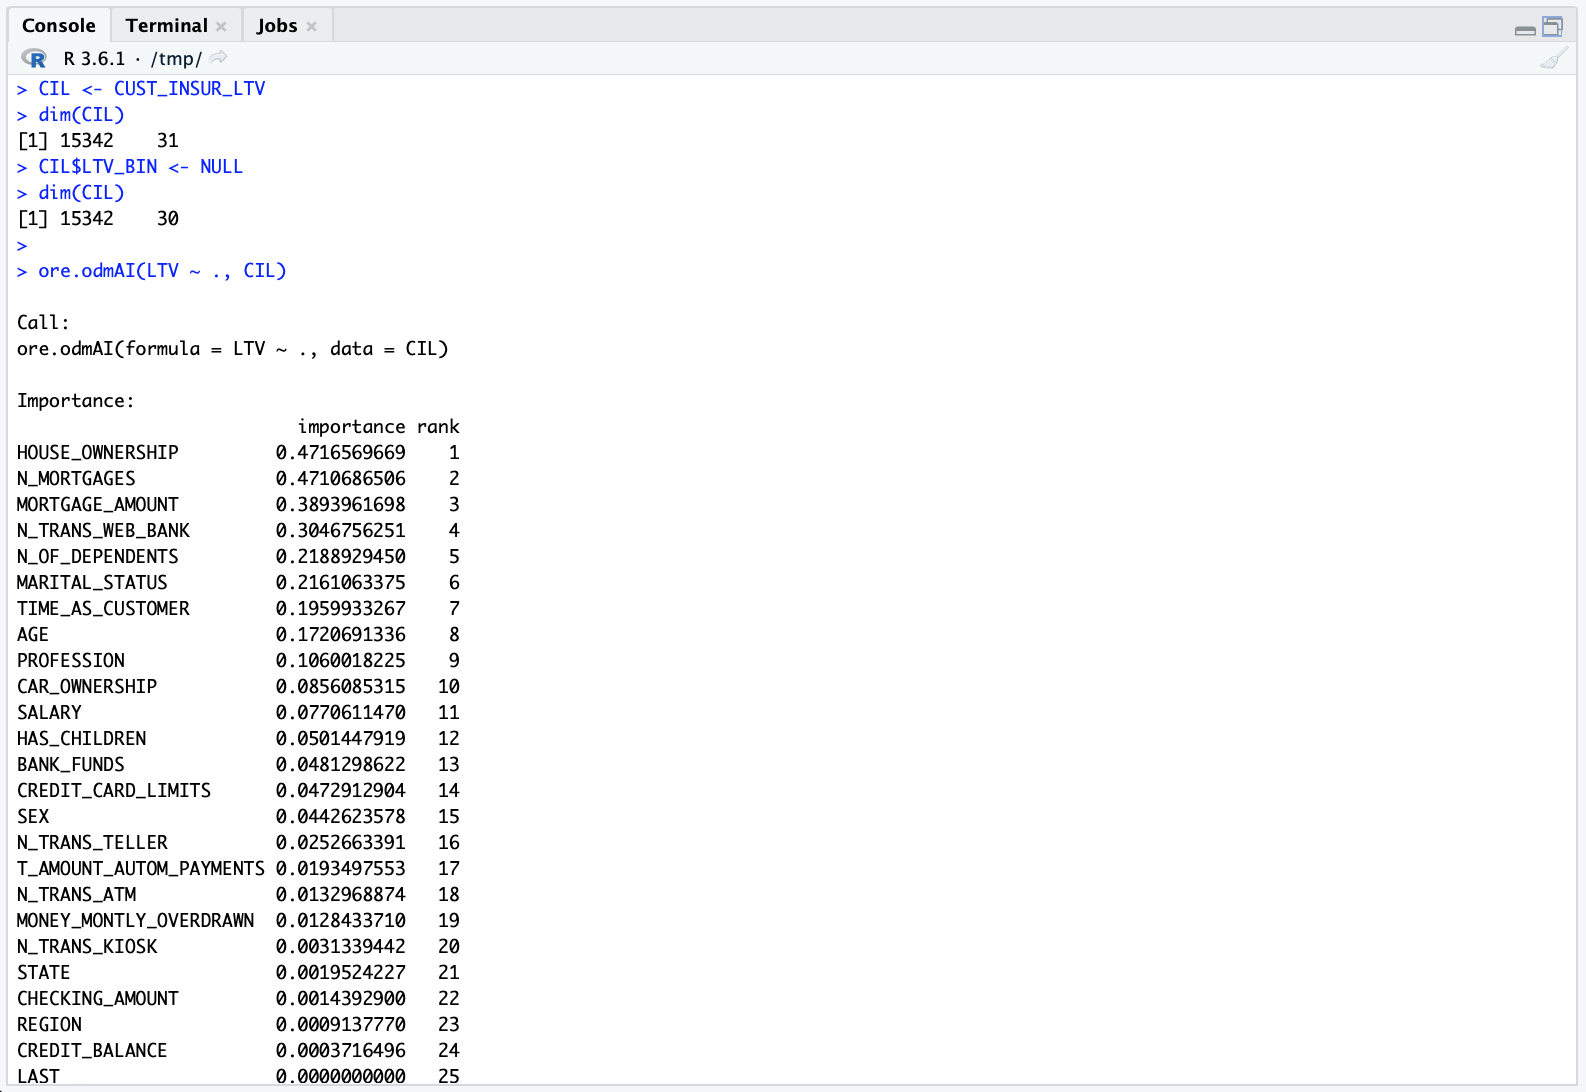 Console Terminal × Jobs ×
R R 3.6.1 · /tmp/
> CIL <- CUST_INSUR_LTV
> dim(CIL)
[1] 15342    31
> CIL$LTV_BIN <- NULL
> dim(CIL)
[1] 15342    30
>
> ore.odmAI(LTV ~ ., CIL)
Call:
ore.odmAI(formula = LTV ~ ., data = CIL)
Importance:
                          importance rank
HOUSE_OWNERSHIP         0.4716569669    1
N_MORTGAGES             0.4710686506    2
MORTGAGE_AMOUNT         0.3893961698    3
N_TRANS_WEB_BANK        0.3046756251    4
N_OF_DEPENDENTS         0.2188929450    5
MARITAL_STATUS          0.2161063375    6
TIME_AS_CUSTOMER        0.1959933267    7
AGE                     0.1720691336    8
PROFESSION              0.1060018225    9
CAR_OWNERSHIP           0.0856085315   10
SALARY                  0.0770611470   11
HAS_CHILDREN            0.0501447919   12
BANK_FUNDS              0.0481298622   13
CREDIT_CARD_LIMITS      0.0472912904   14
SEX                     0.0442623578   15
N_TRANS_TELLER          0.0252663391   16
T_AMOUNT_AUTOM_PAYMENTS 0.0193497553   17
N_TRANS_ATM             0.0132968874   18
MONEY_MONTLY_OVERDRAWN  0.0128433710   19
N_TRANS_KIOSK           0.0031339442   20
STATE                   0.0019524227   21
CHECKING_AMOUNT         0.0014392900   22
REGION                  0.0009137770   23
CREDIT_BALANCE          0.0003716496   24
LAST                    0.0000000000   25